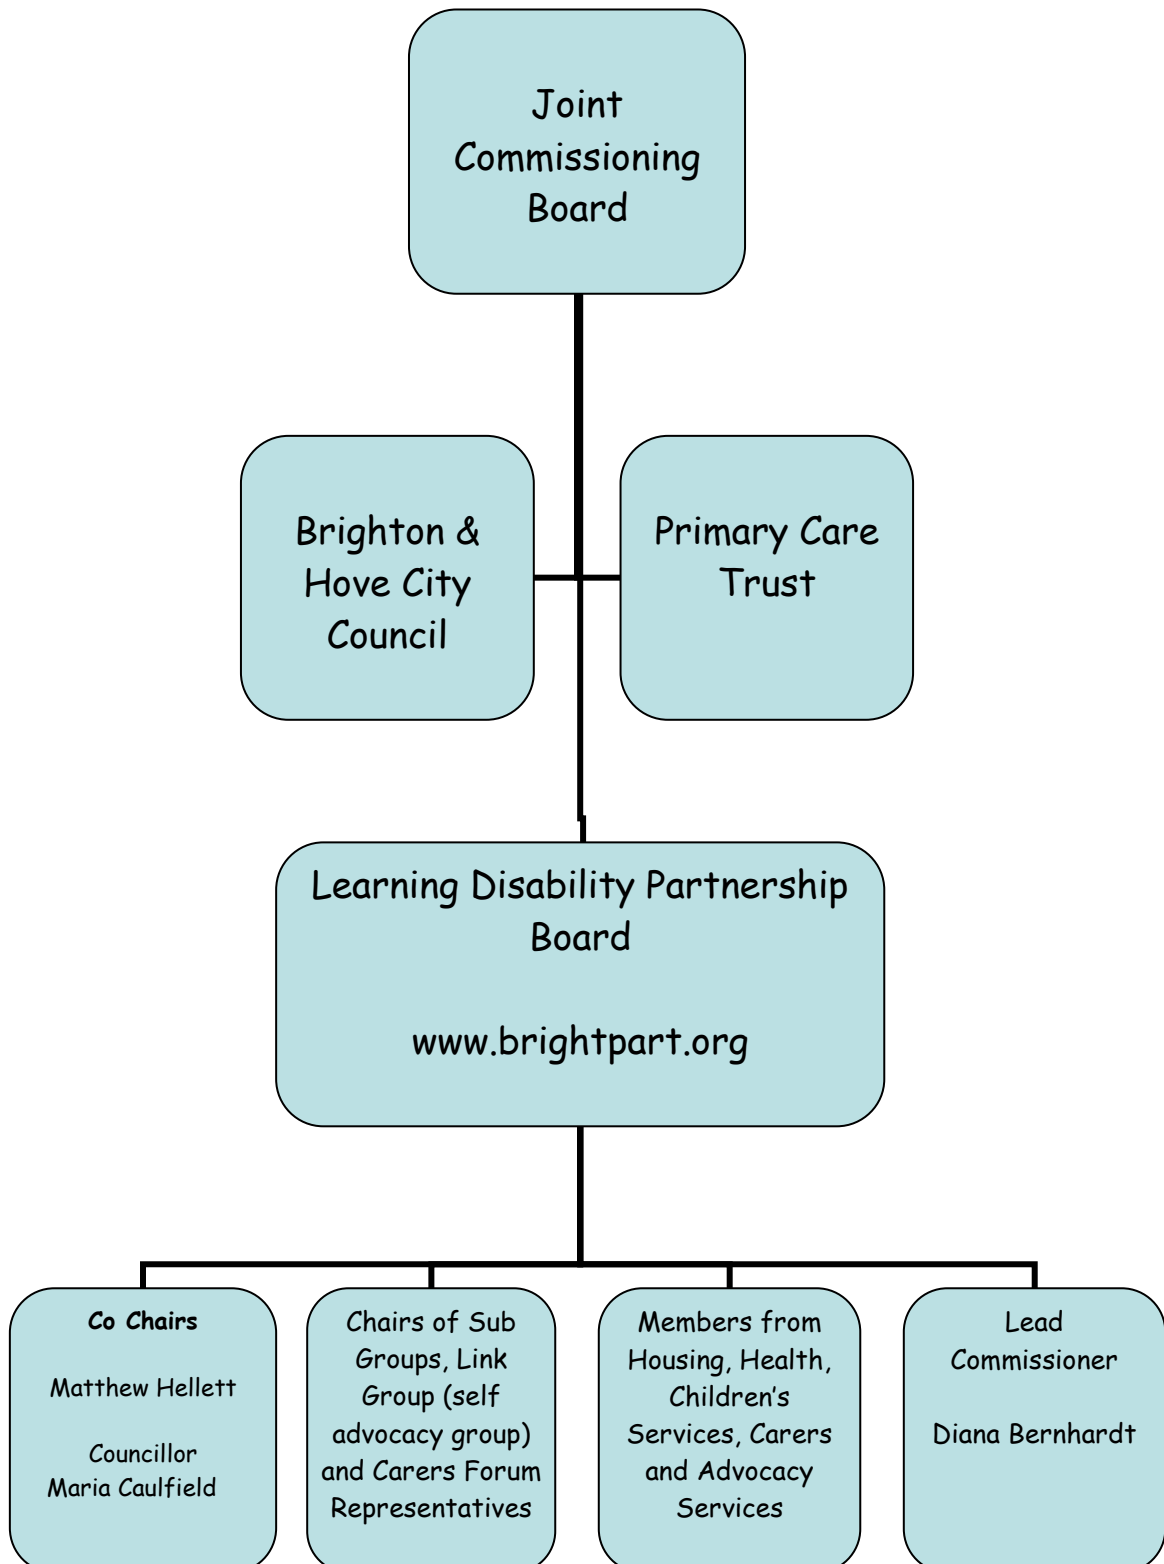 Joint
Commissioning
Board
Brighton &
Hove City
Council
Primary Care
Trust
Learning Disability Partnership
Board
www.brightpart.org
Co Chairs
Matthew Hellett
Councillor
Maria Caulfield
Chairs of Sub
Groups, Link
Group (self
advocacy group)
and Carers Forum
Representatives
Members from
Housing, Health,
Children's
Services, Carers
and Advocacy
Services
Lead
Commissioner
Diana Bernhardt